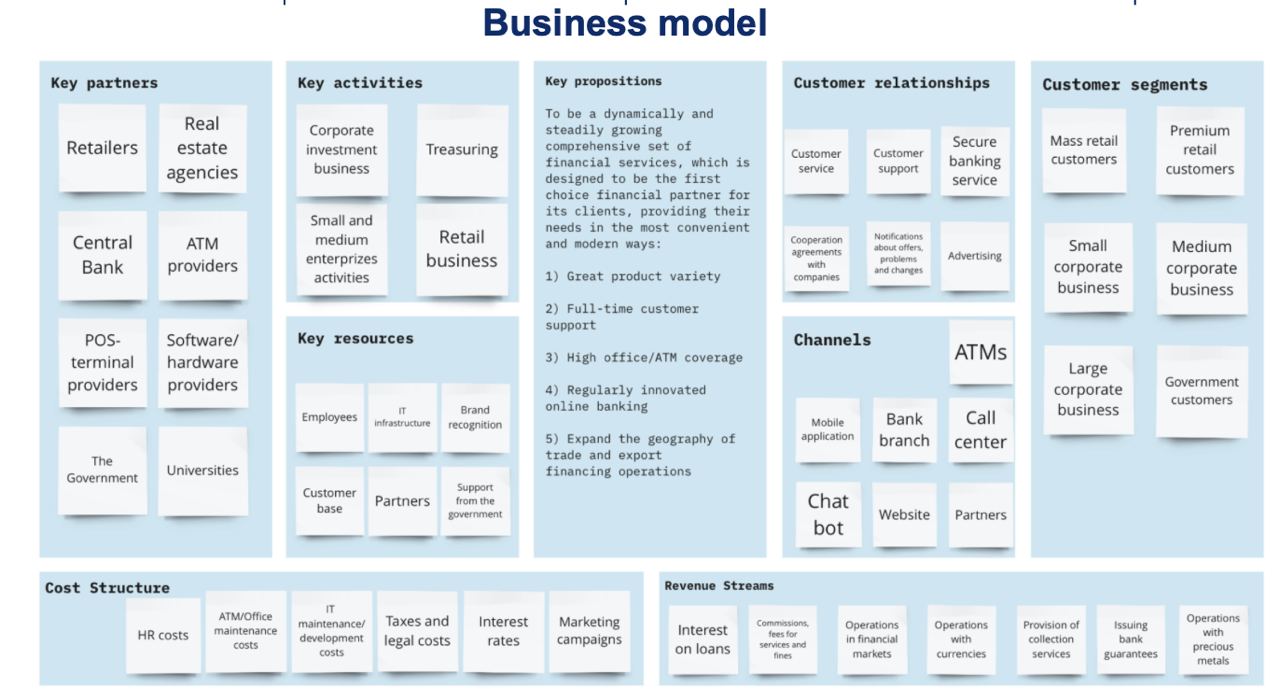 Business model
Key partners
Retailers
Real
estate
agencies
Central
Bank
ATM
providers
POS-
terminal
providers
Software/
hardware
providers
The
Government
Universities
Key activities
Corporate
investment
business
Treasuring
Small and
medium
enterprizes
activities
Retail
business
Key resources
Employees
IT
infrastructure
Brand
recognition
Customer
base
Partners
Support
from the
government
Key propositions
To be a dynamically and
steadily growing
comprehensive set of
financial services, which is
designed to be the first
choice financial partner for
its clients, providing their
needs in the most convenient
and modern ways:
1) Great product variety
2) Full-time customer
support
3) High office/ATM coverage
4) Regularly innovated
online banking
5) Expand the geography of
trade and export
financing operations
Customer relationships
Customer
service
Customer
support
Secure
banking
service
Cooperation
agreements
with
companies
Notifications
about offers,
problems
and changes
Advertising
Channels
ATMs
Mobile
application
Bank
branch
Call
center
Chat
bot
Website
Partners
Customer segments
Mass retail
customers
Premium
retail
customers
Small
corporate
business
Medium
corporate
business
Large
corporate
business
Government
customers
Cost Structure
HR costs
ATM/Office
maintenance
costs
IT
maintenance/
development
costs
Taxes and
legal costs
Interest
rates
Marketing
campaigns
Revenue Streams
Interest
on loans
Commissions,
fees for
services and
fines
Operations
in financial
markets
Operations
with
currencies
Provision of
collection
services
Issuing
bank
guarantees
Operations
with
precious
metals